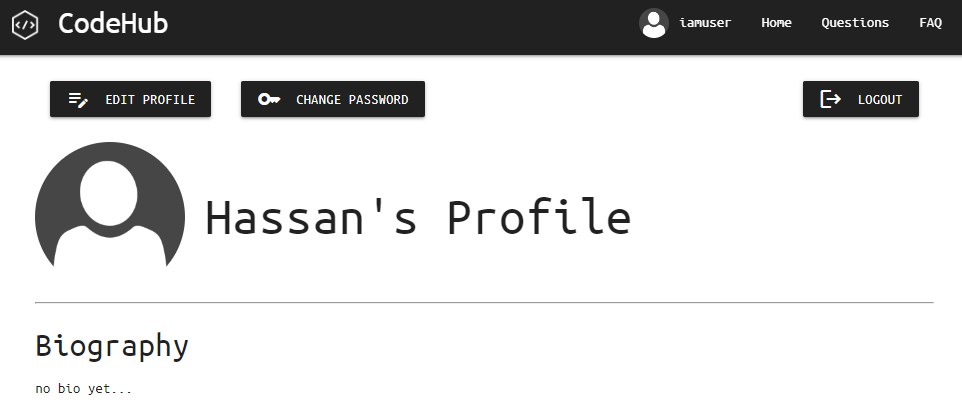 CodeHub iamuser Home Questions FAQ
EDIT PROFILE CHANGE PASSWORD LOGOUT
Hassan's Profile
Biography
no bio yet...